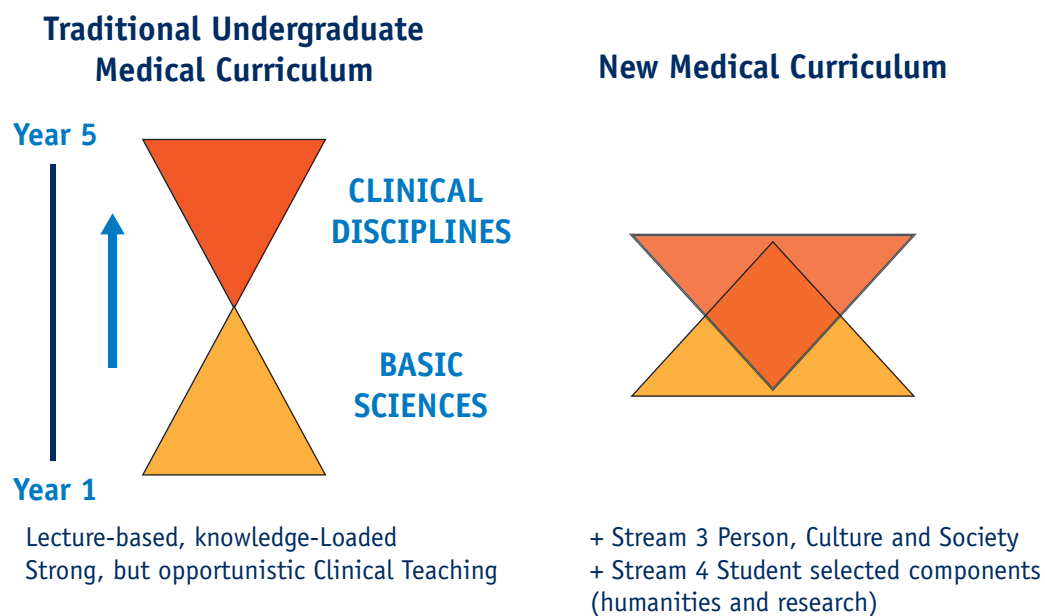 Traditional Undergraduate
Medical Curriculum
Year 5
CLINICAL
DISCIPLINES
BASIC
SCIENCES
Year 1
Lecture-based, knowledge-Loaded
Strong, but opportunistic Clinical Teaching
New Medical Curriculum
+ Stream 3 Person, Culture and Society
+ Stream 4 Student selected components
(humanities and research)